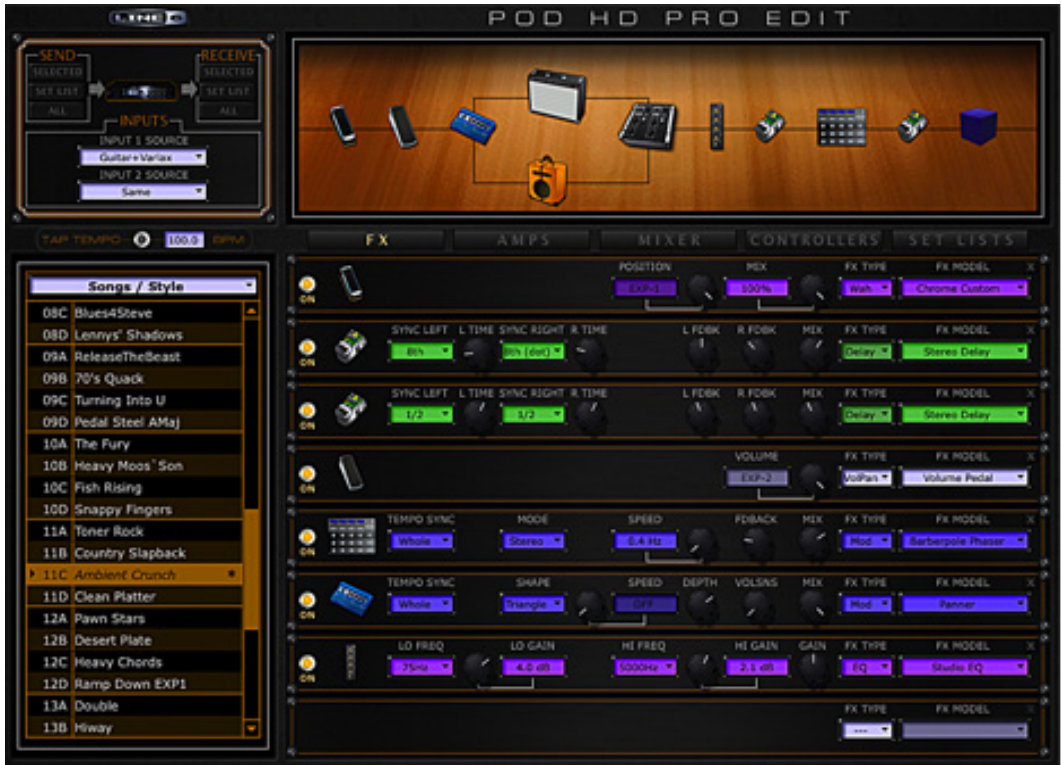 LINE 6
POD HD PRO EDIT
SEND
RECEIVE
SELECTED
SELECTED
SET LIST
SET LIST
ALL
ALL
INPUTS
INPUT 1 SOURCE
Guitar+Variax
INPUT 2 SOURCE
Same
TAP TEMPO
100.0
BPM
FX
AMPS
MIXER
CONTROLLERS
SET LISTS
Songs / Style
08C Blues4Steve
08D Lennys' Shadows
09A ReleaseTheBeast
09B 70's Quack
09C Turning Into U
09D Pedal Steel AMaj
10A The Fury
10B Heavy Moos`Son
10C Fish Rising
10D Snappy Fingers
11A Toner Rock
11B Country Slapback
11C Ambient Crunch *
11D Clean Platter
12A Pawn Stars
12B Desert Plate
12C Heavy Chords
12D Ramp Down EXP1
13A Double
13B Hiway
POSITION MIX FX TYPE FX MODEL X
ON EXP-1 100% Wah Chrome Custom
SYNC LEFT L TIME SYNC RIGHT R TIME L FDBK R FDBK MIX FX TYPE FX MODEL X
ON 8th 8th (dot) Delay Stereo Delay
SYNC LEFT L TIME SYNC RIGHT R TIME L FDBK R FDBK MIX FX TYPE FX MODEL X
ON 1/2 1/2 Delay Stereo Delay
VOLUME FX TYPE FX MODEL X
ON EXP-2 VolPan Volume Pedal
TEMPO SYNC MODE SPEED FDBACK MIX FX TYPE FX MODEL X
ON Whole Stereo 0.4 Hz Mod Barberpole Phaser
TEMPO SYNC SHAPE SPEED DEPTH VOLSNS MIX FX TYPE FX MODEL X
ON Whole Triangle OFF Mod Panner
LO FREQ LO GAIN HI FREQ HI GAIN GAIN FX TYPE FX MODEL X
ON 75Hz 4.0 dB 5000Hz 2.1 dB EQ Studio EQ
FX TYPE FX MODEL X
---